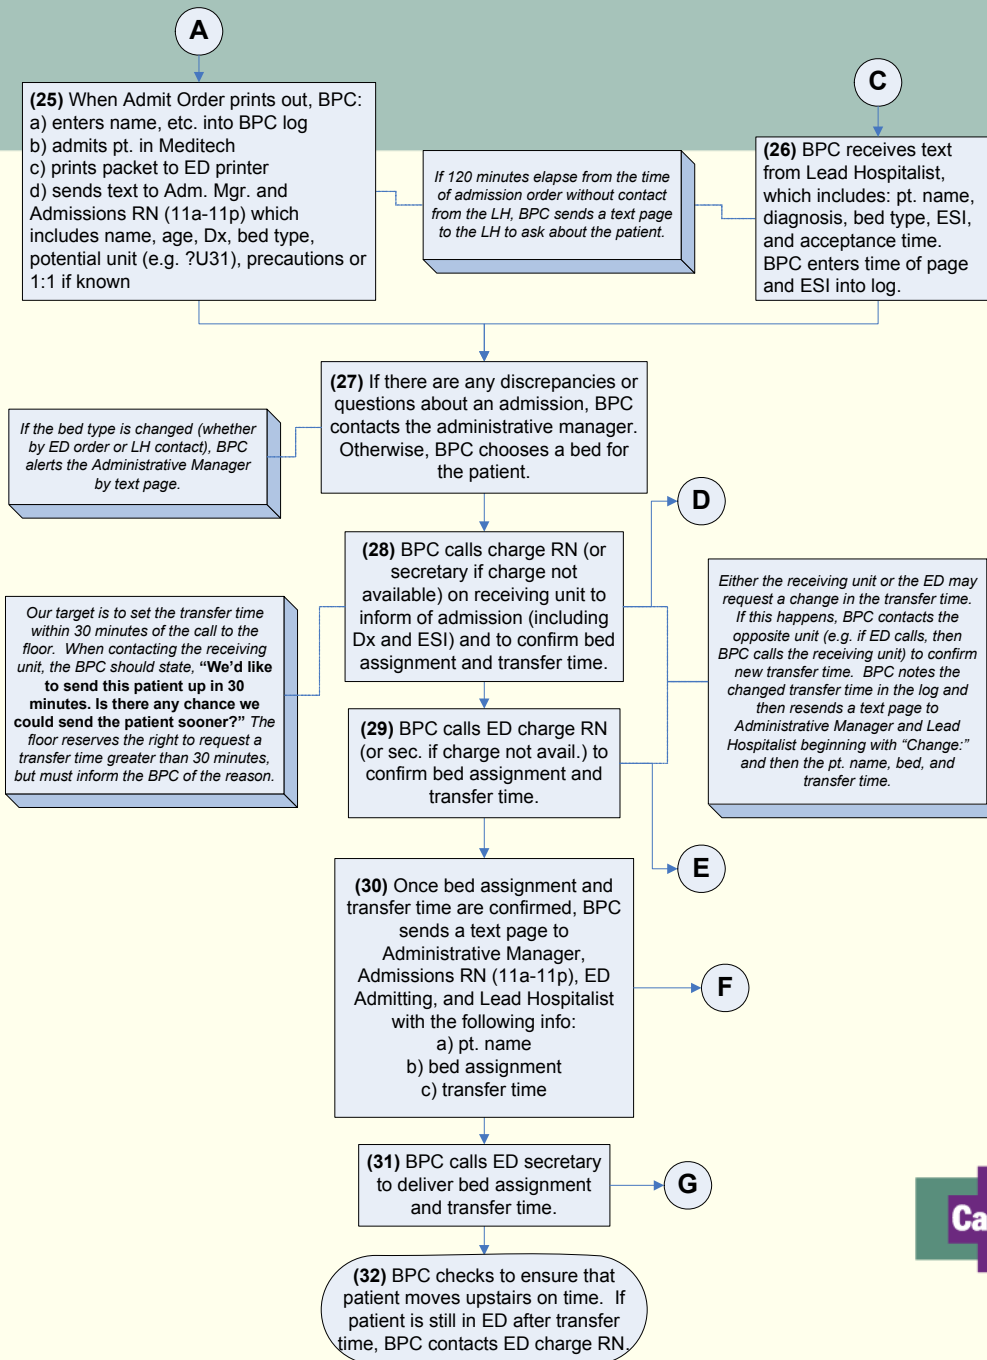 A
C
(25) When Admit Order prints out, BPC:
a) enters name, etc. into BPC log
b) admits pt. in Meditech
c) prints packet to ED printer
d) sends text to Adm. Mgr. and
Admissions RN (11a-11p) which
includes name, age, Dx, bed type,
potential unit (e.g. ?U31), precautions or
1:1 if known
If 120 minutes elapse from the time
of admission order without contact
from the LH, BPC sends a text page
to the LH to ask about the patient.
(26) BPC receives text
from Lead Hospitalist,
which includes: pt. name,
diagnosis, bed type, ESI,
and acceptance time.
BPC enters time of page
and ESI into log.
(27) If there are any discrepancies or
questions about an admission, BPC
contacts the administrative manager.
Otherwise, BPC chooses a bed for
the patient.
If the bed type is changed (whether
by ED order or LH contact), BPC
alerts the Administrative Manager
by text page.
D
(28) BPC calls charge RN (or
secretary if charge not
available) on receiving unit to
inform of admission (including
Dx and ESI) and to confirm bed
assignment and transfer time.
Our target is to set the transfer time
within 30 minutes of the call to the
floor. When contacting the receiving
unit, the BPC should state, “We’d like
to send this patient up in 30
minutes. Is there any chance we
could send the patient sooner?” The
floor reserves the right to request a
transfer time greater than 30 minutes,
but must inform the BPC of the reason.
Either the receiving unit or the ED may
request a change in the transfer time.
If this happens, BPC contacts the
opposite unit (e.g. if ED calls, then
BPC calls the receiving unit) to confirm
new transfer time. BPC notes the
changed transfer time in the log and
then resends a text page to
Administrative Manager and Lead
Hospitalist beginning with “Change:”
and then the pt. name, bed, and
transfer time.
(29) BPC calls ED charge RN
(or sec. if charge not avail.) to
confirm bed assignment and
transfer time.
E
(30) Once bed assignment and
transfer time are confirmed, BPC
sends a text page to
Administrative Manager,
Admissions RN (11a-11p), ED
Admitting, and Lead Hospitalist
with the following info:
a) pt. name
b) bed assignment
c) transfer time
F
(31) BPC calls ED secretary
to deliver bed assignment
and transfer time.
G
Ca
(32) BPC checks to ensure that
patient moves upstairs on time. If
patient is still in ED after transfer
time, BPC contacts ED charge RN.